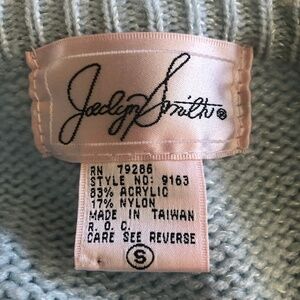 Jaclyn Smith®
RN 79286
STYLE NO: 9163
83% ACRYLIC
17% NYLON
MADE IN TAIWAN
R. O. C.
CARE SEE REVERSE
S